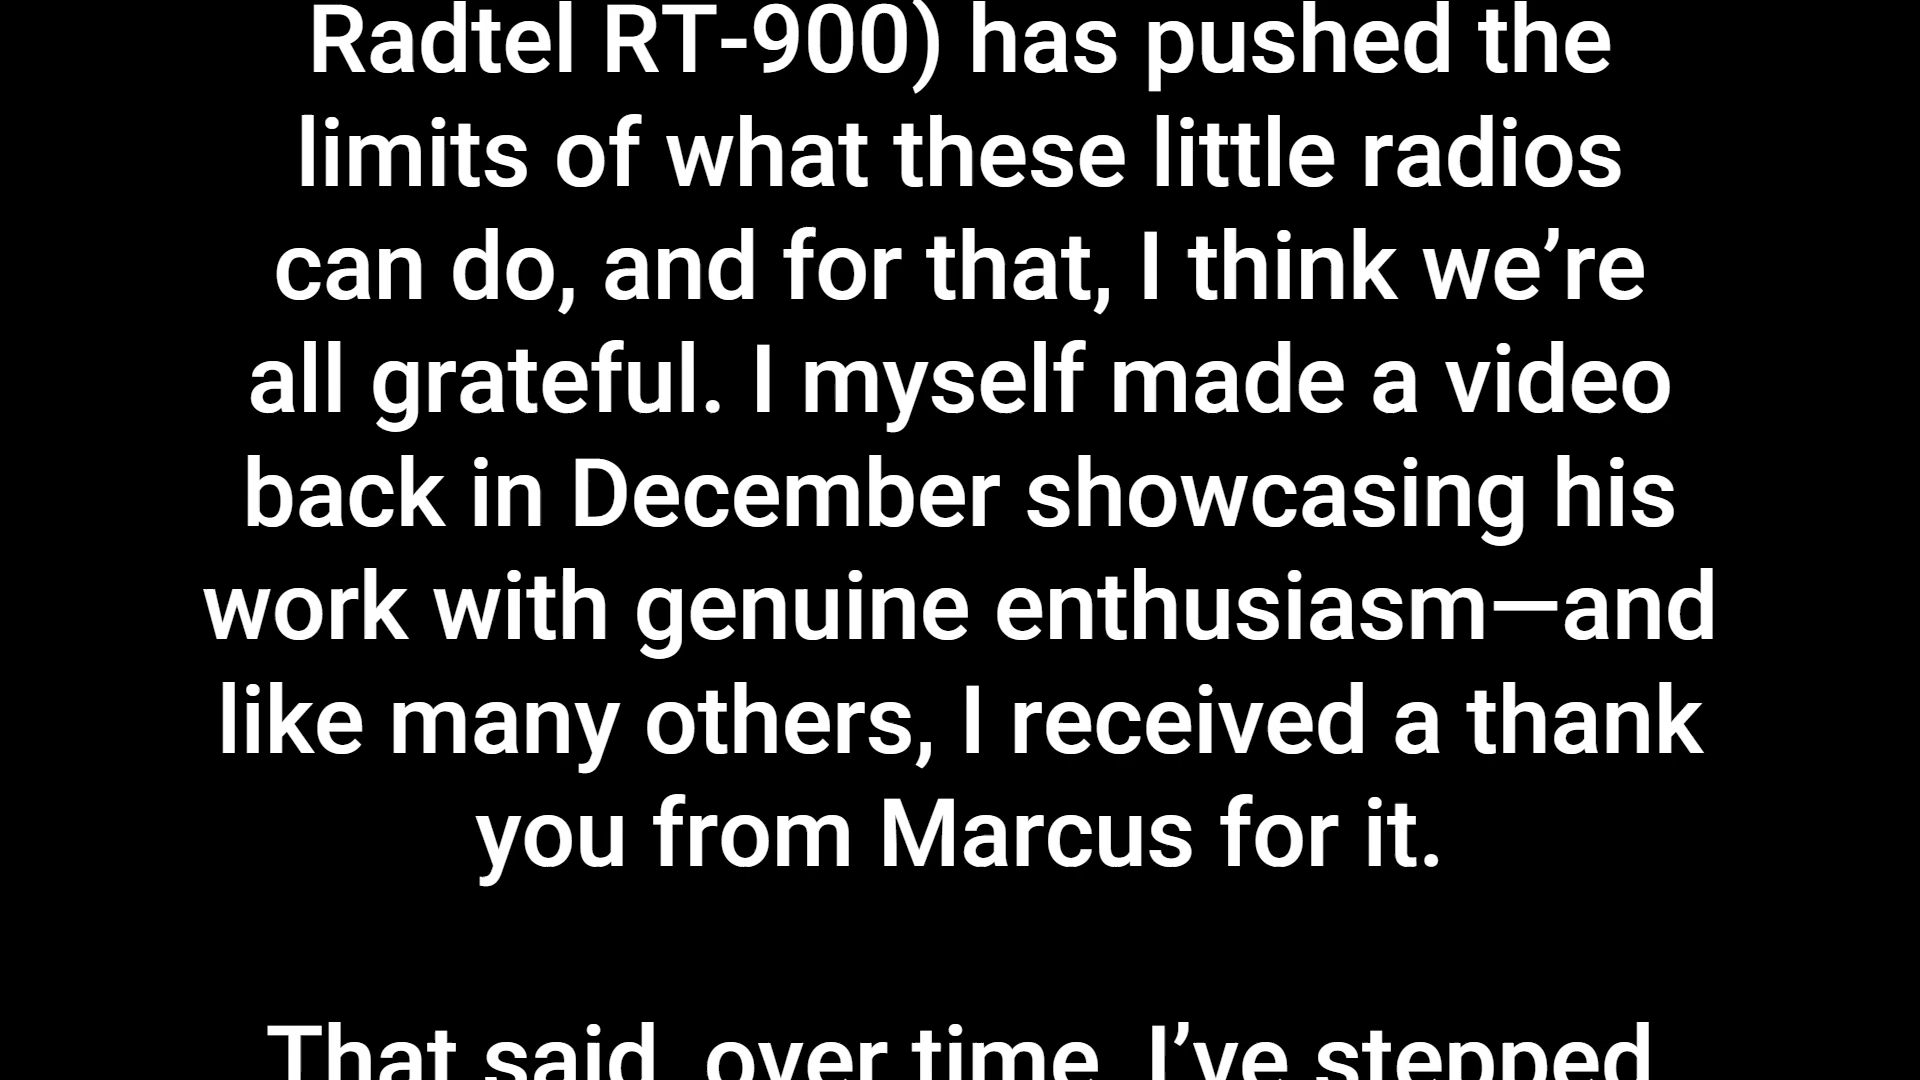 Radtel RT-900) has pushed the
limits of what these little radios
can do, and for that, I think we’re
all grateful. I myself made a video
back in December showcasing his
work with genuine enthusiasm—and
like many others, I received a thank
you from Marcus for it.
That said, over time, I’ve stepped